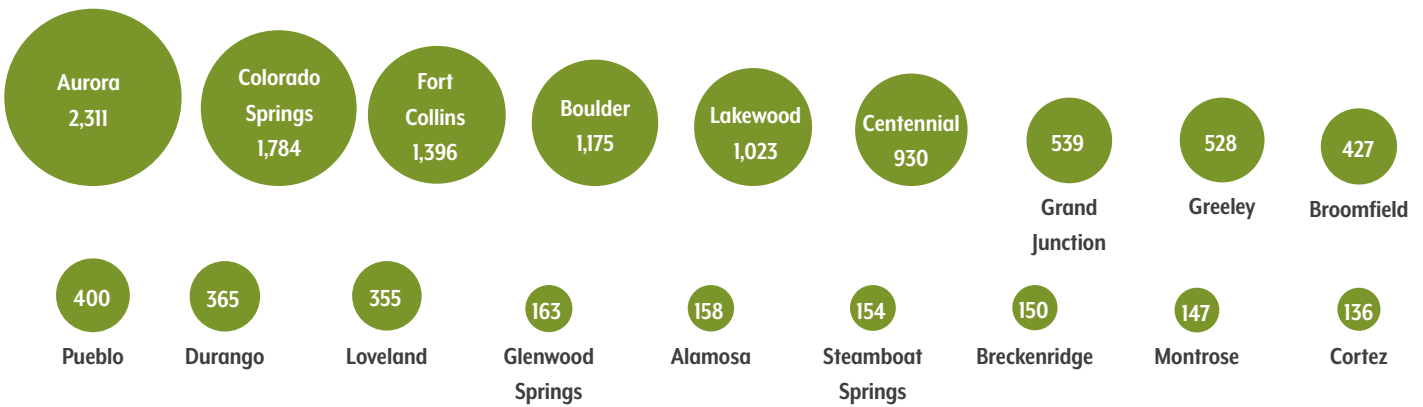 Aurora
2,311
Colorado
Springs
1,784
Fort
Collins
1,396
Boulder
1,175
Lakewood
1,023
Centennial
930
539
Grand
Junction
528
Greeley
427
Broomfield
400
Pueblo
365
Durango
355
Loveland
163
Glenwood
Springs
158
Alamosa
154
Steamboat
Springs
150
Breckenridge
147
Montrose
136
Cortez